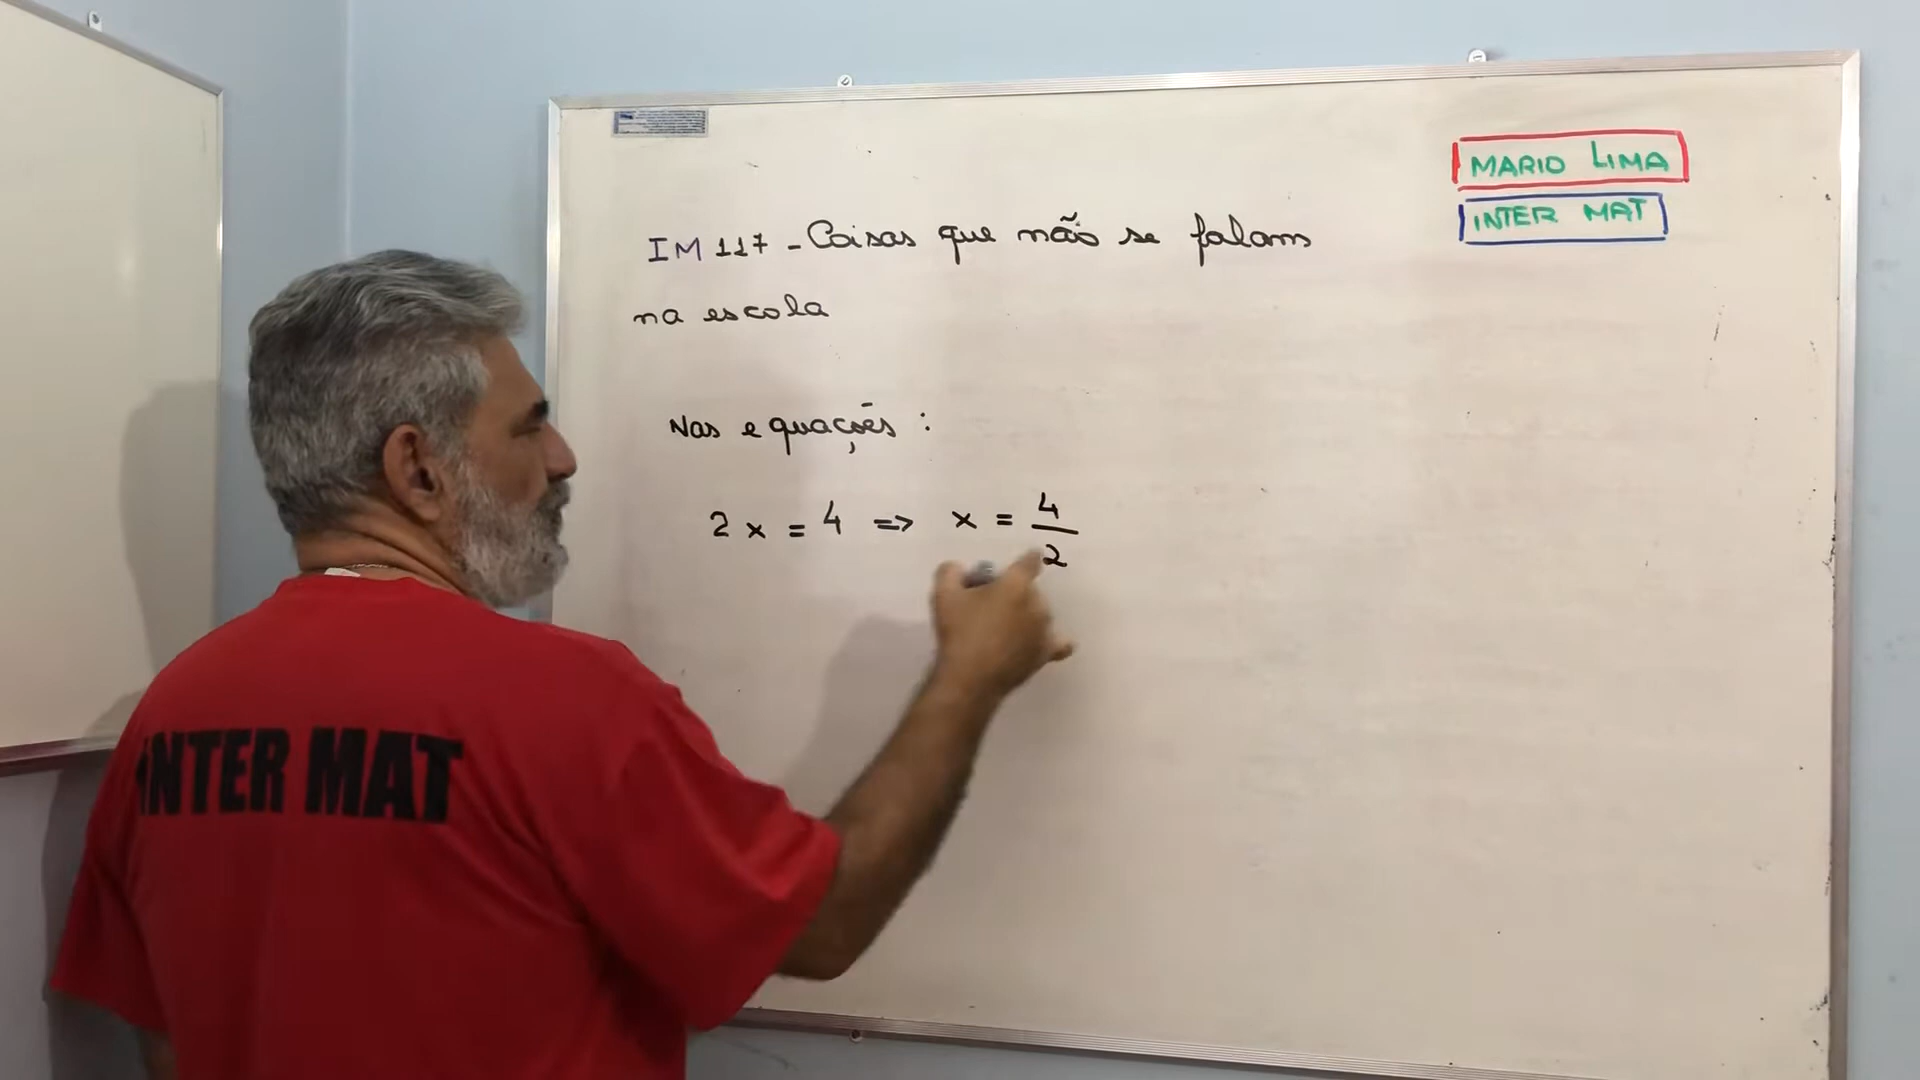 MARIO LIMA
INTER MAT
IM 117 - Coisas que não se falam
na escola
Nas equações :
2x = 4 => x = 4/2
INTER MAT